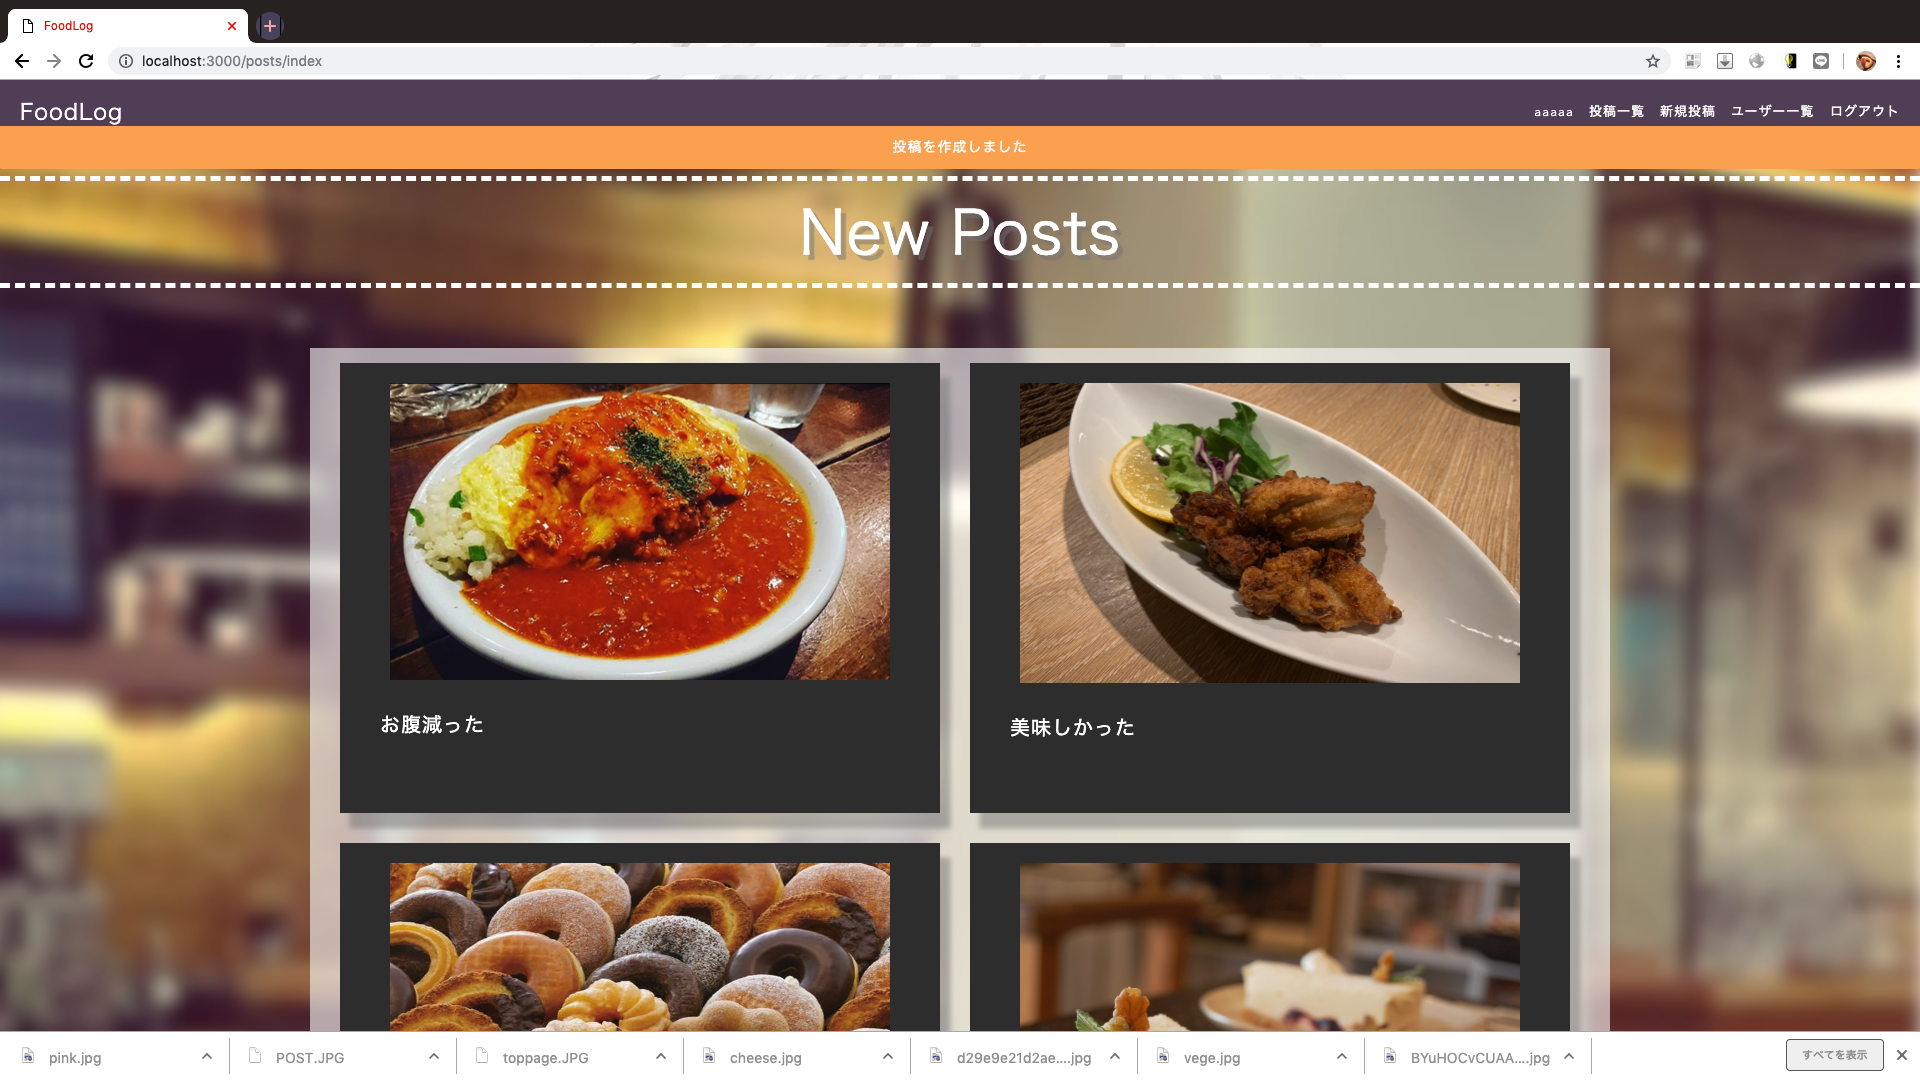 FoodLog
localhost:3000/posts/index
FoodLog
aaaaa 投稿一覧 新規投稿 ユーザー一覧 ログアウト
投稿を作成しました
New Posts
お腹減った
美味しかった
pink.jpg
POST.JPG
toppage.JPG
cheese.jpg
d29e9e21d2ae....jpg
vege.jpg
BYuHOCvCUAA....jpg
すべてを表示